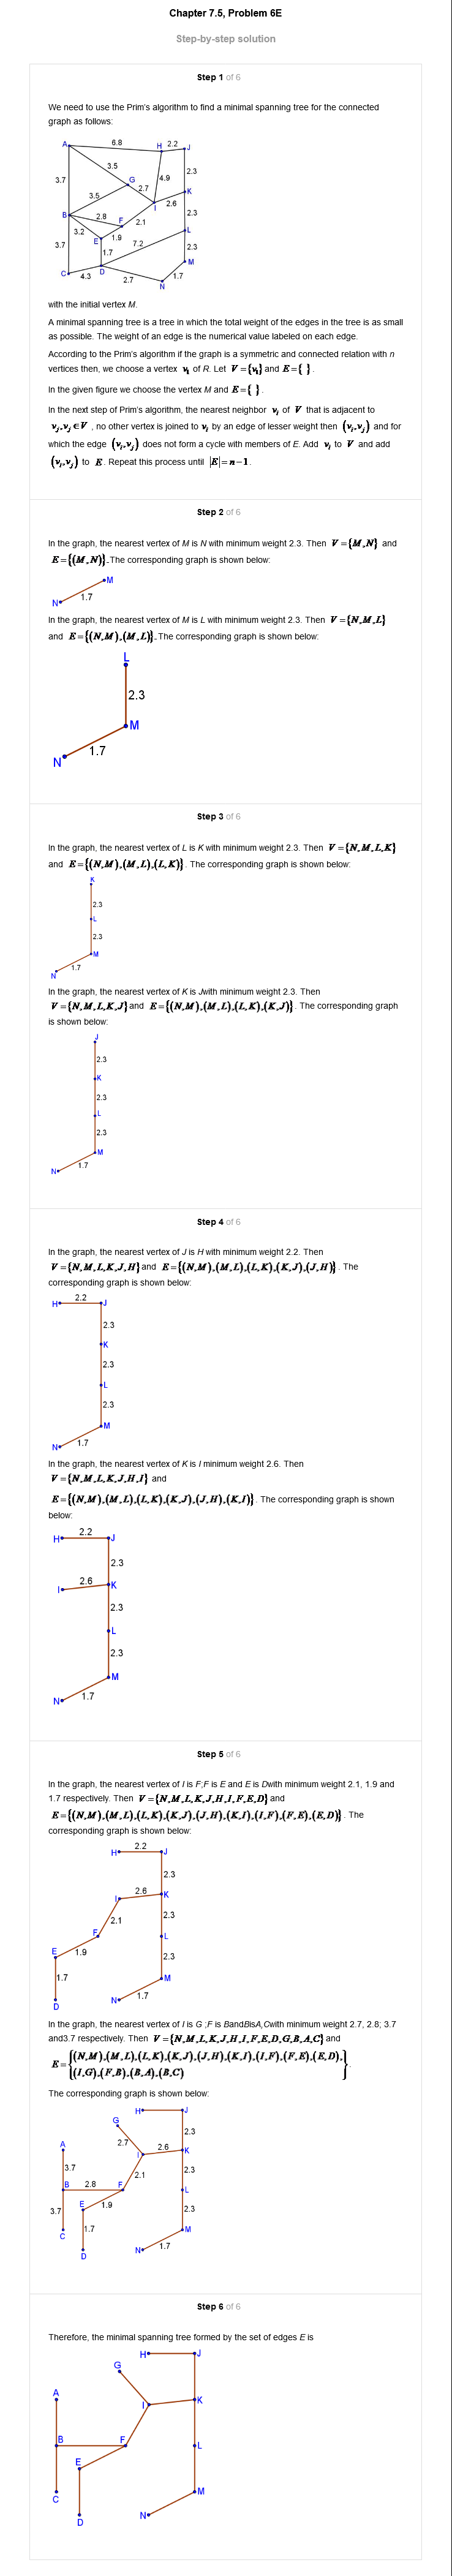 Chapter 7.5, Problem 6E
Step-by-step solution
Step 1 of 6
We need to use the Prim's algorithm to find a minimal spanning tree for the connected
graph as follows:
A 6.8 H 2.2 J
3.5 2.3
3.7 G 4.9 K
3.5 2.7 I 2.6
B 2.8 F 2.1 2.3
3.2 E 1.9 7.2 L
3.7 1.7 2.3
C 4.3 D 2.7 M
N 1.7
with the initial vertex M.
A minimal spanning tree is a tree in which the total weight of the edges in the tree is as small
as possible. The weight of an edge is the numerical value labeled on each edge.
According to the Prim's algorithm if the graph is a symmetric and connected relation with n
vertices then, we choose a vertex v₁ of R. Let V={v₁} and E={ }.
In the given figure we choose the vertex M and E={ }.
In the next step of Prim's algorithm, the nearest neighbor vᵢ of V that is adjacent to
vⱼ,vⱼ∈V , no other vertex is joined to vᵢ by an edge of lesser weight then (vᵢ,vⱼ) and for
which the edge (vᵢ,vⱼ) does not form a cycle with members of E. Add vᵢ to V and add
(vᵢ,vⱼ) to E. Repeat this process until |E|=n−1.
Step 2 of 6
In the graph, the nearest vertex of M is N with minimum weight 2.3. Then V={M,N} and
E={(M,N)}.The corresponding graph is shown below:
M
N 1.7
In the graph, the nearest vertex of M is L with minimum weight 2.3. Then V={N,M,L}
and E={(N,M),(M,L)}.The corresponding graph is shown below:
L
2.3
M
N 1.7
Step 3 of 6
In the graph, the nearest vertex of L is K with minimum weight 2.3. Then V={N,M,L,K}
and E={(N,M),(M,L),(L,K)}. The corresponding graph is shown below:
K
2.3
L
2.3
M
N 1.7
In the graph, the nearest vertex of K is Jwith minimum weight 2.3. Then
V={N,M,L,K,J}and E={(N,M),(M,L),(L,K),(K,J)}. The corresponding graph
is shown below:
J
2.3
K
2.3
L
2.3
M
N 1.7
Step 4 of 6
In the graph, the nearest vertex of J is H with minimum weight 2.2. Then
V={N,M,L,K,J,H}and E={(N,M),(M,L),(L,K),(K,J),(J,H)}. The
corresponding graph is shown below:
2.2
H J
2.3
K
2.3
L
2.3
M
N 1.7
In the graph, the nearest vertex of K is I minimum weight 2.6. Then
V={N,M,L,K,J,H,I} and
E={(N,M),(M,L),(L,K),(K,J),(J,H),(K,I)}. The corresponding graph is shown
below:
2.2
H J
2.3
2.6 K
I 2.3
L
2.3
M
N 1.7
Step 5 of 6
In the graph, the nearest vertex of I is F;F is E and E is Dwith minimum weight 2.1, 1.9 and
1.7 respectively. Then V={N,M,L,K,J,H,I,F,E,D}and
E={(N,M),(M,L),(L,K),(K,J),(J,H),(K,I),(I,F),(F,E),(E,D)}. The
corresponding graph is shown below:
2.2
H J
2.3
2.6 K
I
2.1 2.3
F L
E 1.9 2.3
1.7 M
D N 1.7
In the graph, the nearest vertex of I is G ;F is BandBisA,Cwith minimum weight 2.7, 2.8; 3.7
and3.7 respectively. Then V={N,M,L,K,J,H,I,F,E,D,G,B,A,C}and
E={(N,M),(M,L),(L,K),(K,J),(J,H),(K,I),(I,F),(F,E),(E,D),
(I,G),(F,B),(B,A),(B,C)}.
The corresponding graph is shown below:
H J
G 2.3
A 2.7 2.6 K
I
3.7 2.1 2.3
B 2.8 F L
3.7 E 1.9 2.3
C 1.7 M
D N 1.7
Step 6 of 6
Therefore, the minimal spanning tree formed by the set of edges E is
H J
G
A K
I
B F L
E
C M
D N